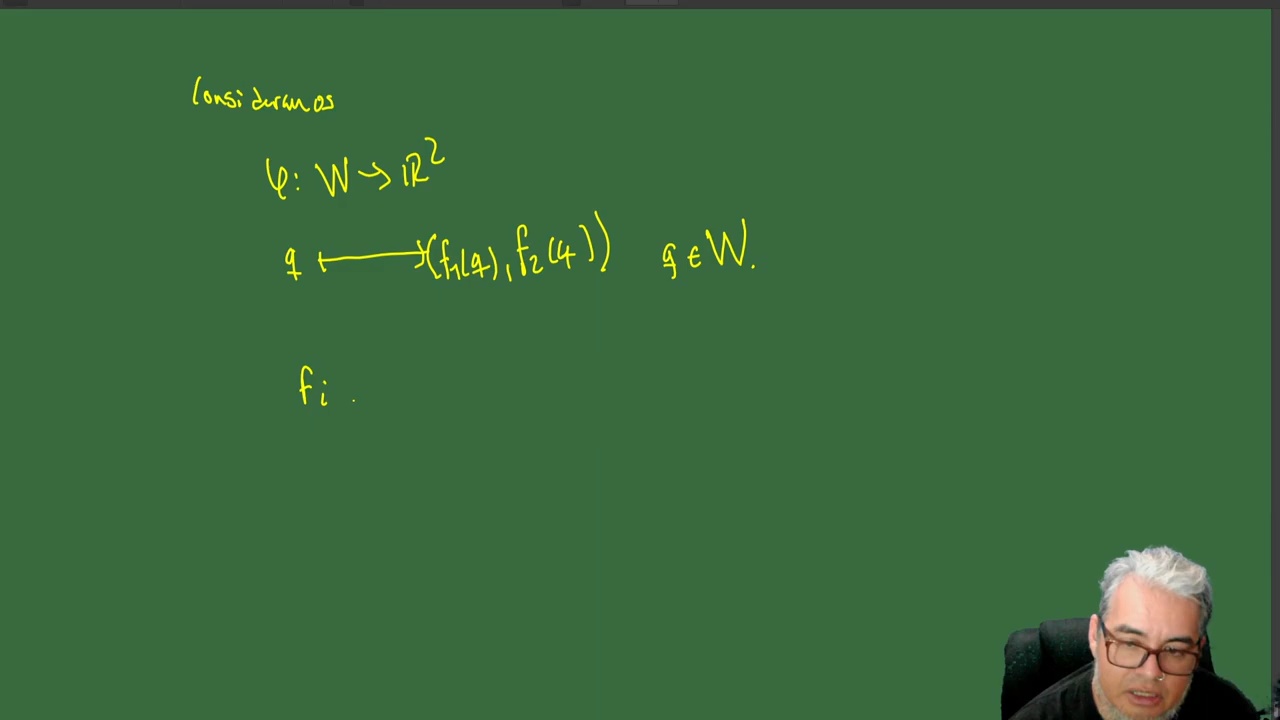 Consideramos
φ: W → ℝ²
q ⟼ (f₁(q), f₂(q)) q ∈ W.
fᵢ